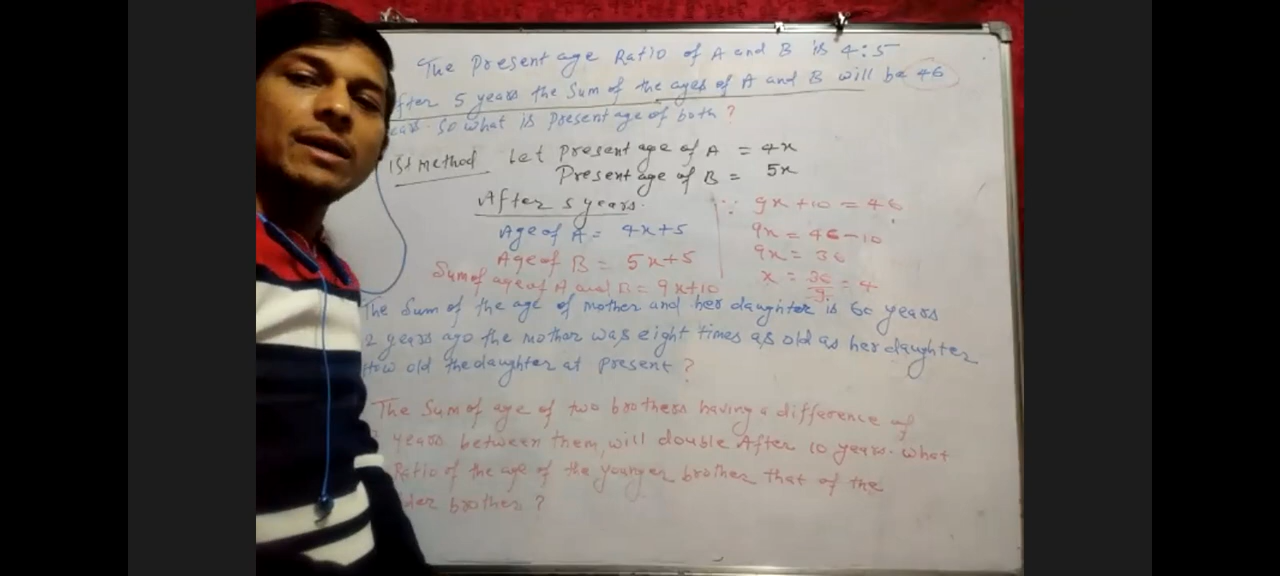 The Present age Ratio of A and B is 4:5
fter 5 years the Sum of the ages of A and B will be 46
ears. So what is Present age of both ?
1st method Let Present age of A = 4x
Present age of B = 5x
After 5 years.
Age of A = 4x+5
Age of B = 5x+5
Sum of age of A and B = 9x+10
∵ 9x+10 = 46
9x = 46-10
9x = 36
x = 36/9 = 4
The Sum of the age of mother and her daughter is 60 years
2 years ago the mother was eight times as old as her daughter
How old the daughter at Present ?
The Sum of age of two brothers having a difference of
years between them, will double After 10 years. What
Ratio of the age of the younger brother that of the
der brother ?